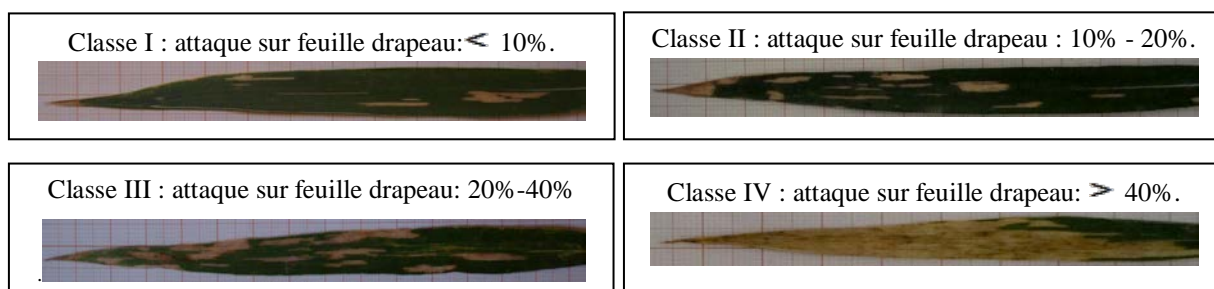 Classe I : attaque sur feuille drapeau: < 10%.
Classe II : attaque sur feuille drapeau : 10% - 20%.
Classe III : attaque sur feuille drapeau: 20%-40%
Classe IV : attaque sur feuille drapeau: > 40%.
.